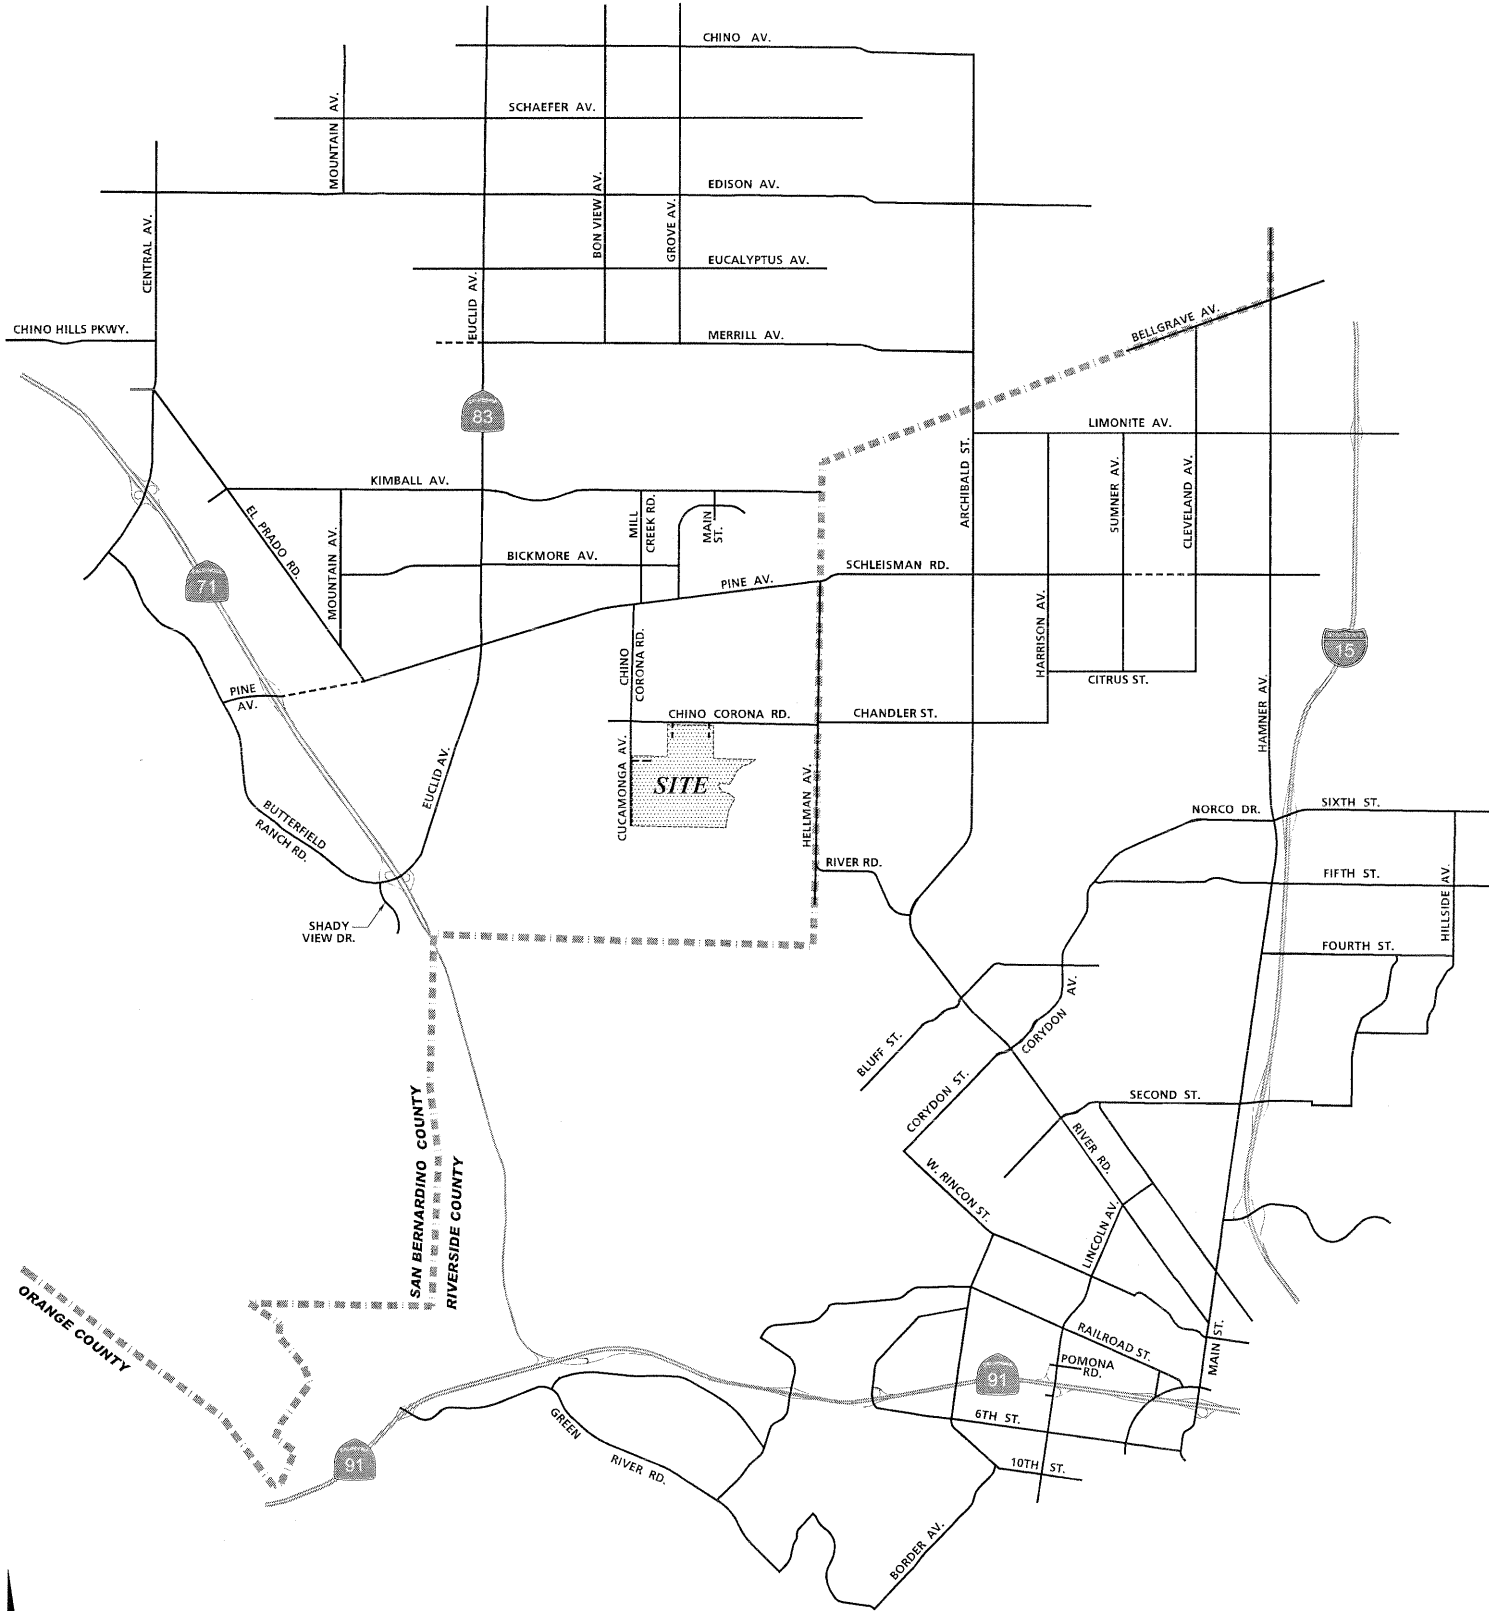 CHINO AV.
SCHAEFER AV.
MOUNTAIN AV.
EDISON AV.
BON VIEW AV.
GROVE AV.
CENTRAL AV.
EUCALYPTUS AV.
EUCLID AV.
CHINO HILLS PKWY.
MERRILL AV.
BELLGRAVE AV.
83
LIMONITE AV.
ARCHIBALD ST.
SUMNER AV.
CLEVELAND AV.
KIMBALL AV.
EL PRADO RD.
MILL
CREEK RD.
MAIN
ST.
MOUNTAIN AV.
BICKMORE AV.
SCHLEISMAN RD.
71
PINE AV.
HARRISON AV.
15
CHINO
CORONA RD.
CITRUS ST.
PINE
AV.
CHINO CORONA RD.
CHANDLER ST.
HAMNER AV.
EUCLID AV.
CUCAMONGA AV.
SITE
HELLMAN AV.
NORCO DR.
SIXTH ST.
BUTTERFIELD
RANCH RD.
RIVER RD.
FIFTH ST.
HILLSIDE AV.
SHADY
VIEW DR.
FOURTH ST.
CORYDON
AV.
BLUFF ST.
CORYDON ST.
SECOND ST.
RIVER RD.
W. RINCON ST.
LINCOLN AV.
SAN BERNARDINO COUNTY
RIVERSIDE COUNTY
ORANGE COUNTY
RAILROAD ST.
MAIN ST.
POMONA
RD.
91
6TH ST.
GREEN
RIVER RD.
91
10TH ST.
BORDER AV.